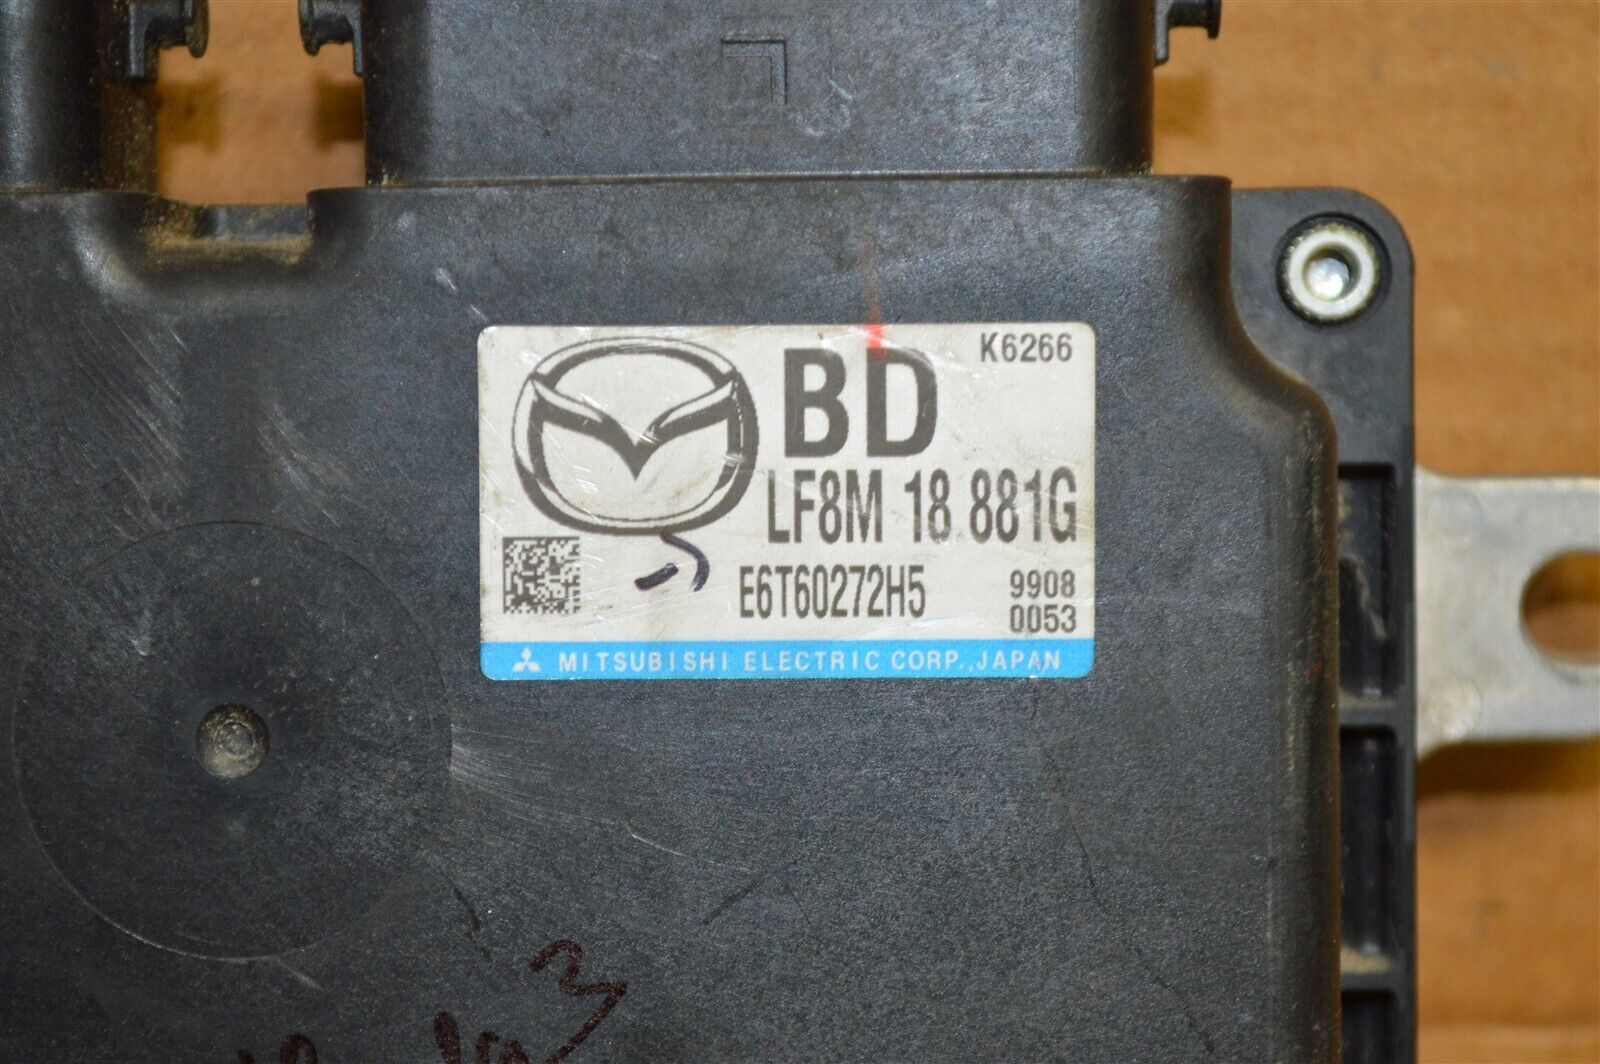 BD K6266
LF8M 18 881G
E6T60272H5 9908
0053
MITSUBISHI ELECTRIC CORP., JAPAN